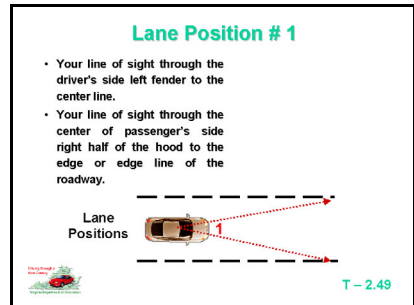 Lane Position # 1
• Your line of sight through the
driver's side left fender to the
center line.
• Your line of sight through the
center of passenger's side
right half of the hood to the
edge or edge line of the
roadway.
Lane
Positions
1
T – 2.49